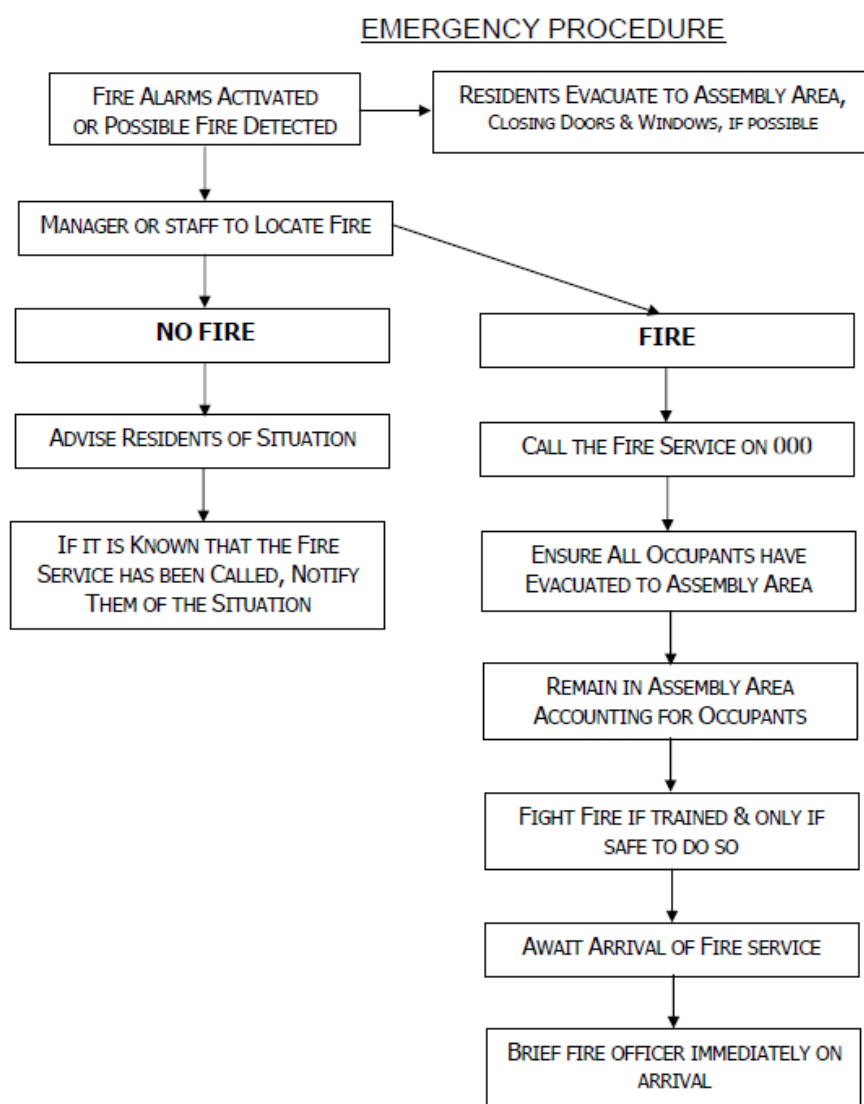 EMERGENCY PROCEDURE
FIRE ALARMS ACTIVATED
OR POSSIBLE FIRE DETECTED
RESIDENTS EVACUATE TO ASSEMBLY AREA,
CLOSING DOORS & WINDOWS, IF POSSIBLE
MANAGER OR STAFF TO LOCATE FIRE
NO FIRE
ADVISE RESIDENTS OF SITUATION
IF IT IS KNOWN THAT THE FIRE
SERVICE HAS BEEN CALLED, NOTIFY
THEM OF THE SITUATION
FIRE
CALL THE FIRE SERVICE ON 000
ENSURE ALL OCCUPANTS HAVE
EVACUATED TO ASSEMBLY AREA
REMAIN IN ASSEMBLY AREA
ACCOUNTING FOR OCCUPANTS
FIGHT FIRE IF TRAINED & ONLY IF
SAFE TO DO SO
AWAIT ARRIVAL OF FIRE SERVICE
BRIEF FIRE OFFICER IMMEDIATELY ON
ARRIVAL